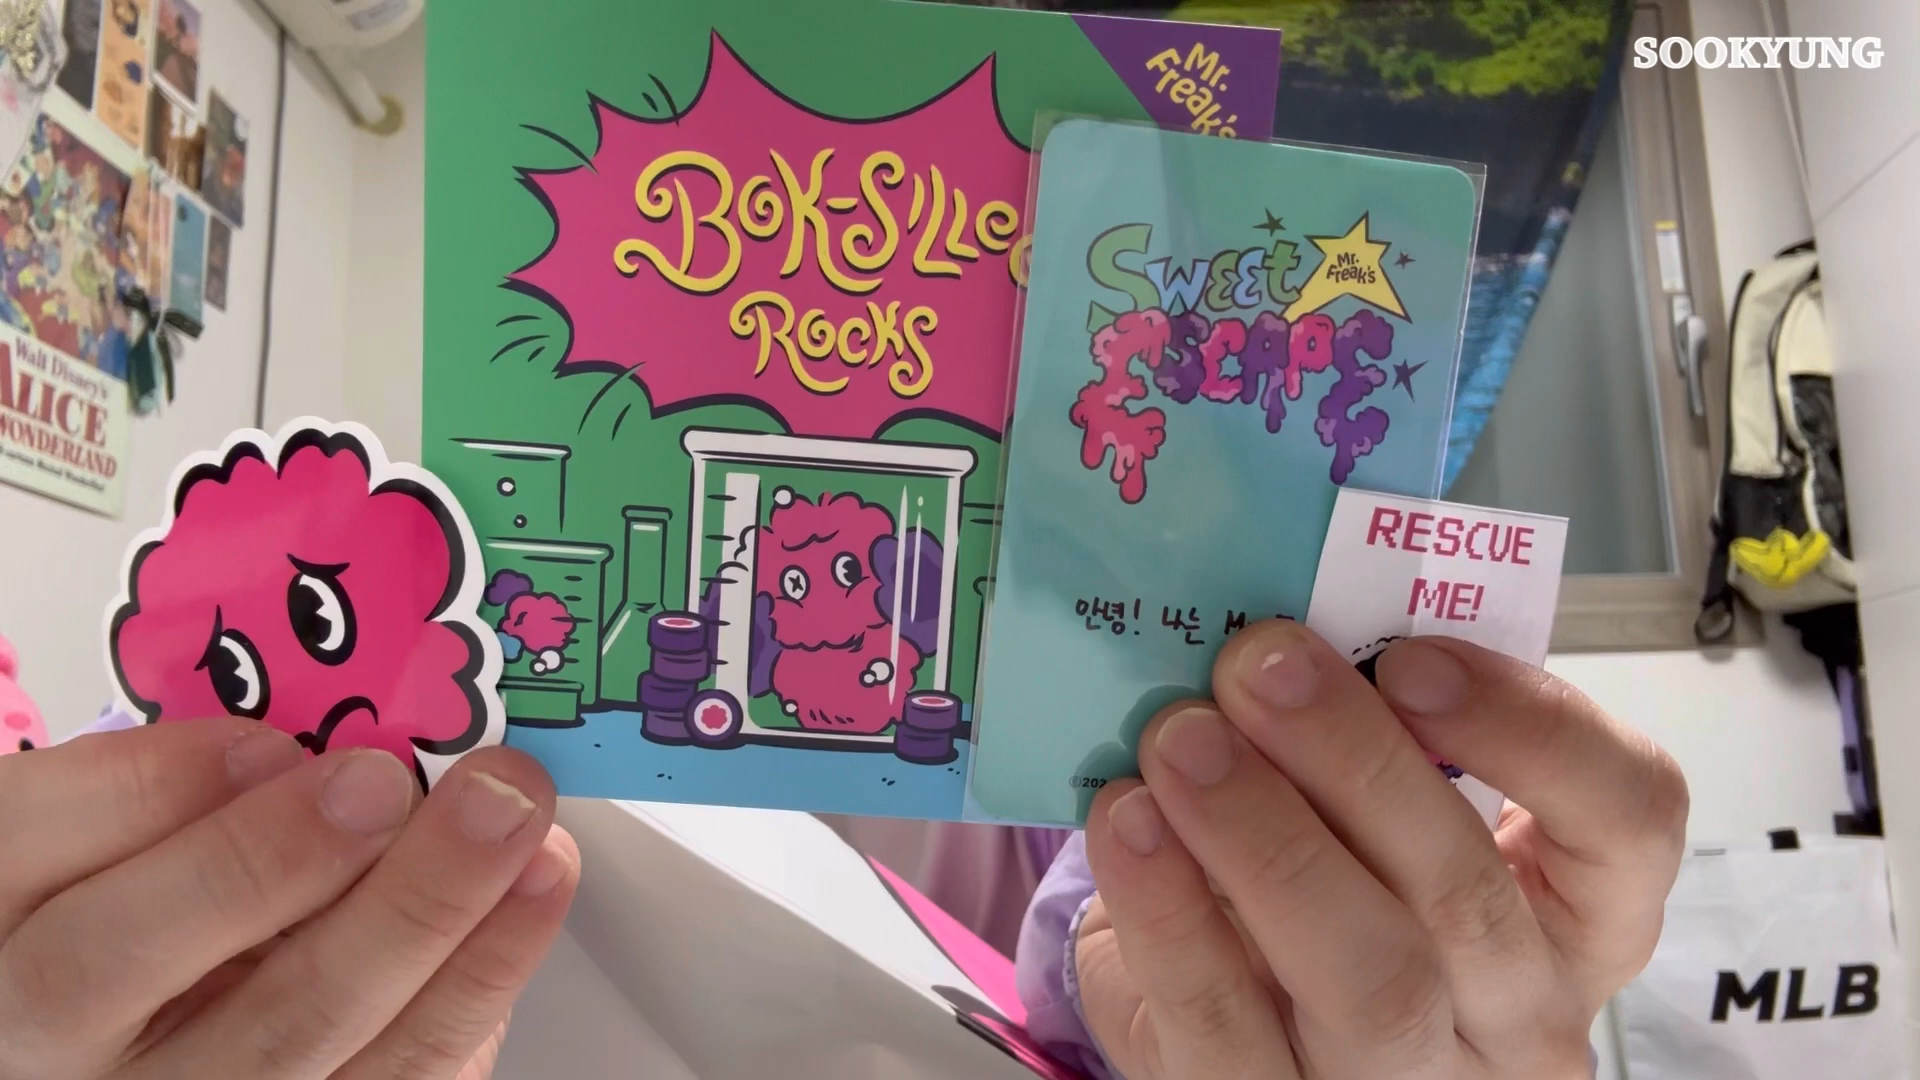 SOOKYUNG
Mr.
Freak's
BOK-SILLO
ROCKS
SWEET
Mr.
Freak's
ESCAPE
RESCUE
ME!
안녕! 나는
Walt Disney's
ALICE
WONDERLAND
MLB